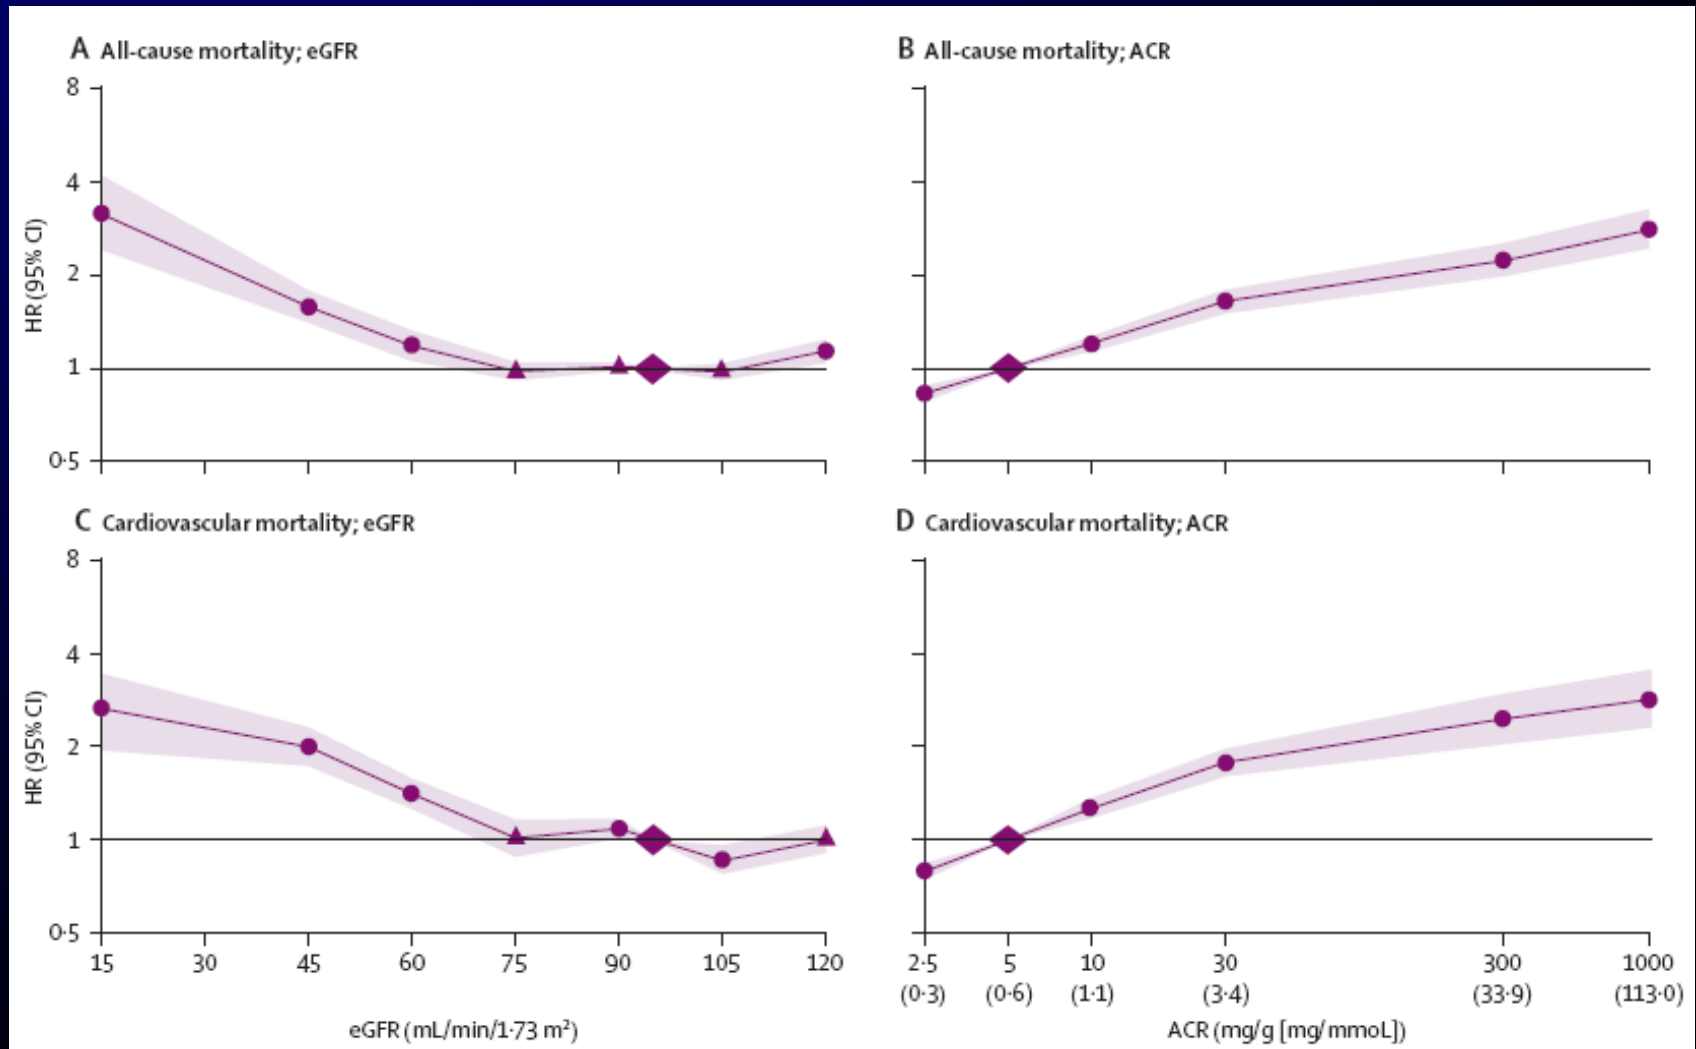 A All-cause mortality; eGFR
B All-cause mortality; ACR
8
4
2
1
0·5
HR (95% CI)
C Cardiovascular mortality; eGFR
D Cardiovascular mortality; ACR
8
4
2
1
0·5
HR (95% CI)
15 30 45 60 75 90 105 120
eGFR (mL/min/1·73 m²)
2·5 5 10 30 300 1000
(0·3) (0·6) (1·1) (3·4) (33·9) (113·0)
ACR (mg/g [mg/mmoL])